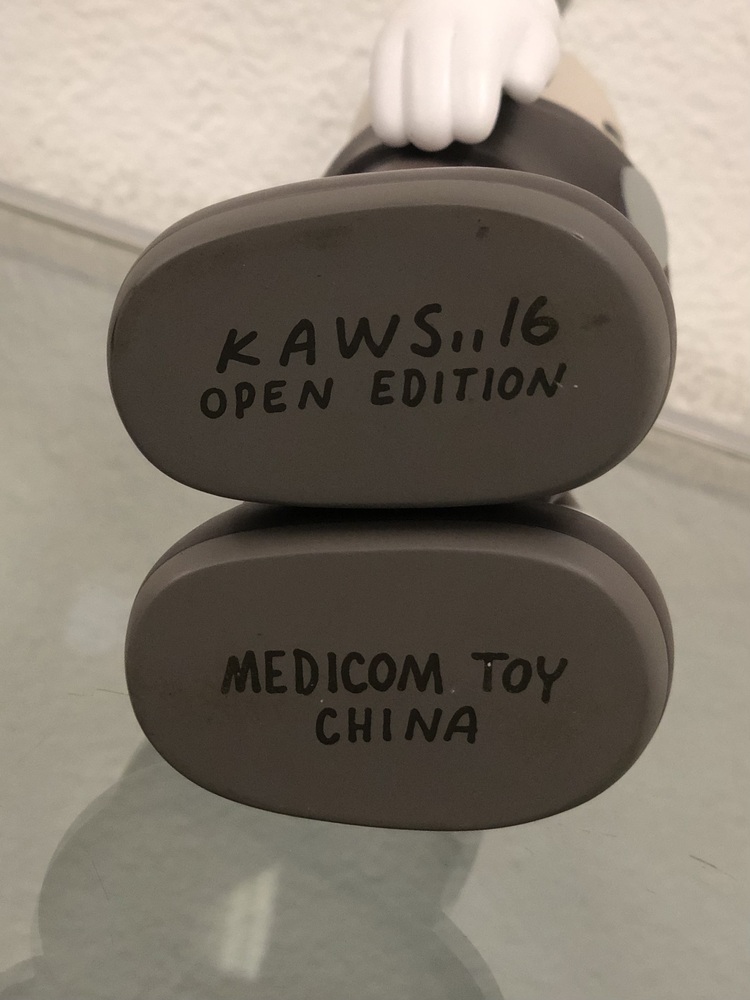 KAWS,,16
OPEN EDITION
MEDICOM TOY
CHINA